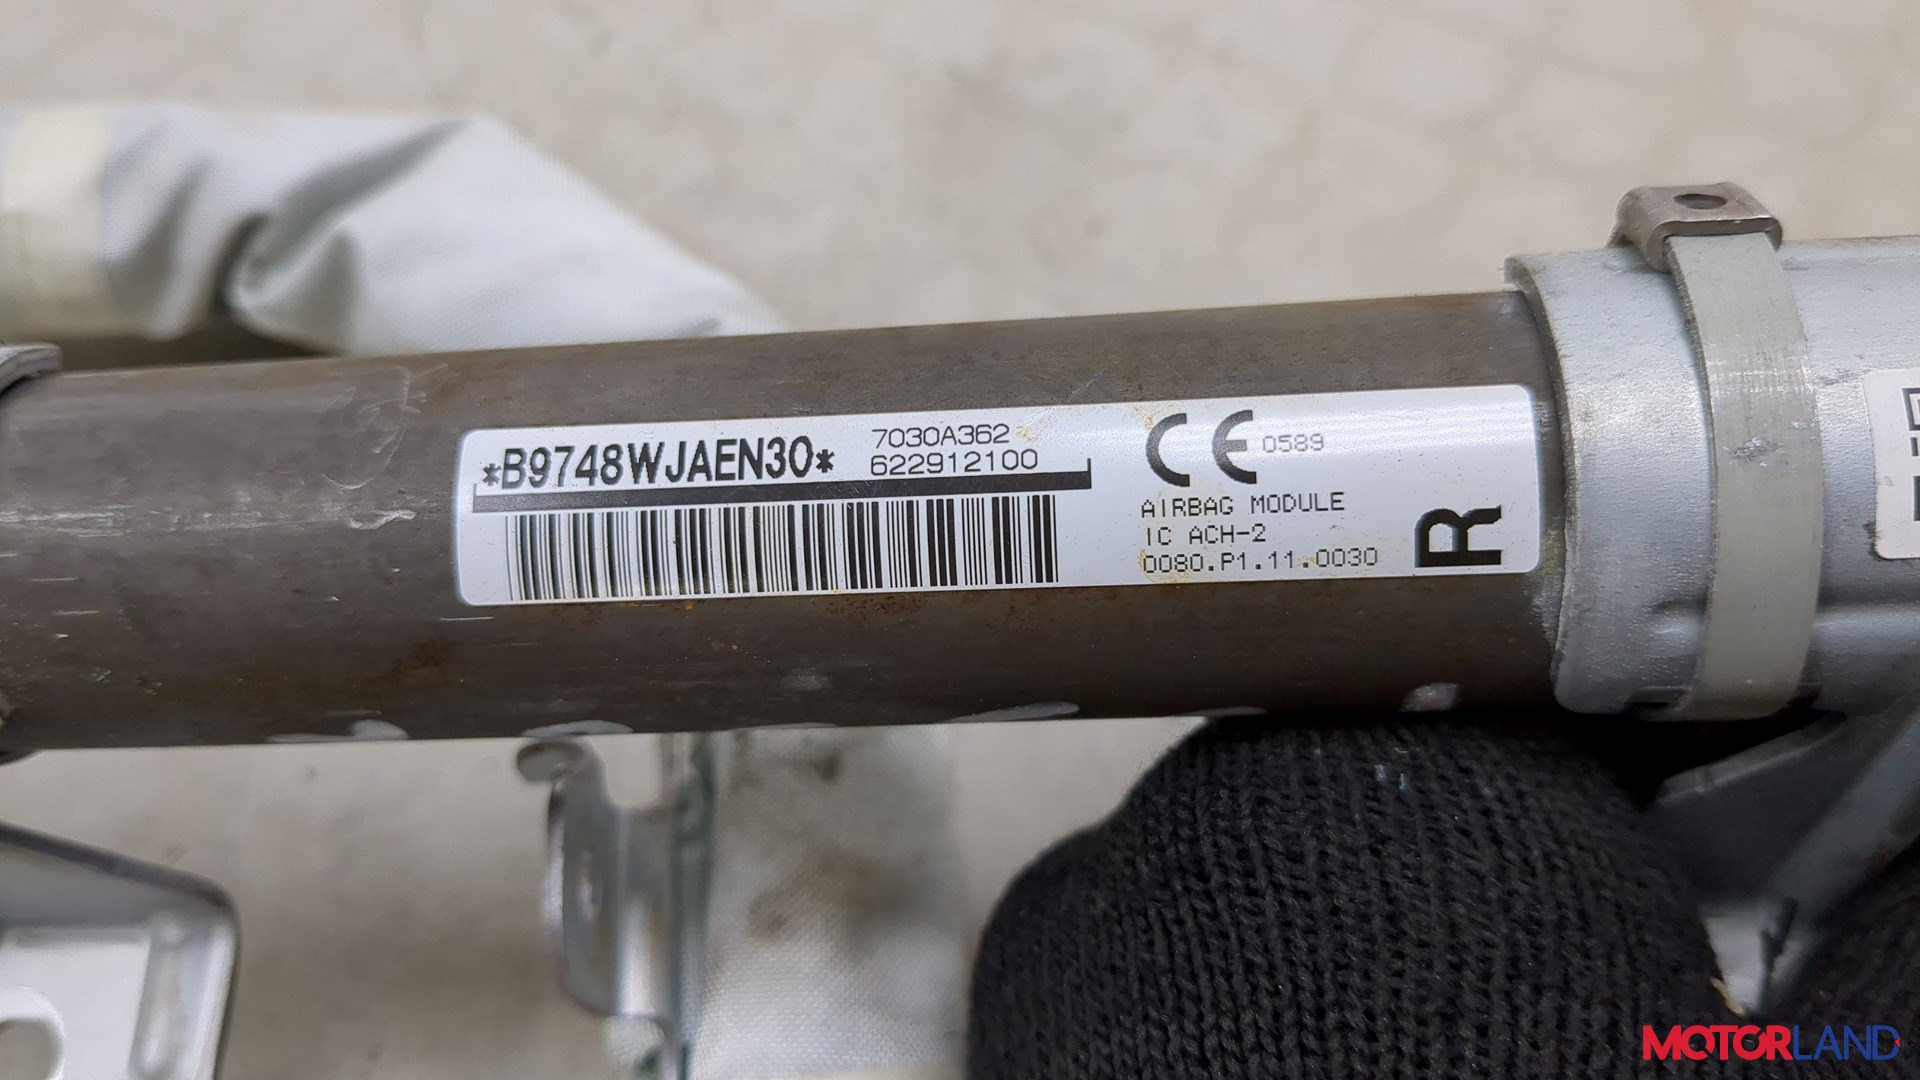 *B9748WJAEN30*
7030A362
622912100
CE 0589
AIRBAG MODULE
IC ACH-2
0080.P1.11.0030
R
MOTORLAND